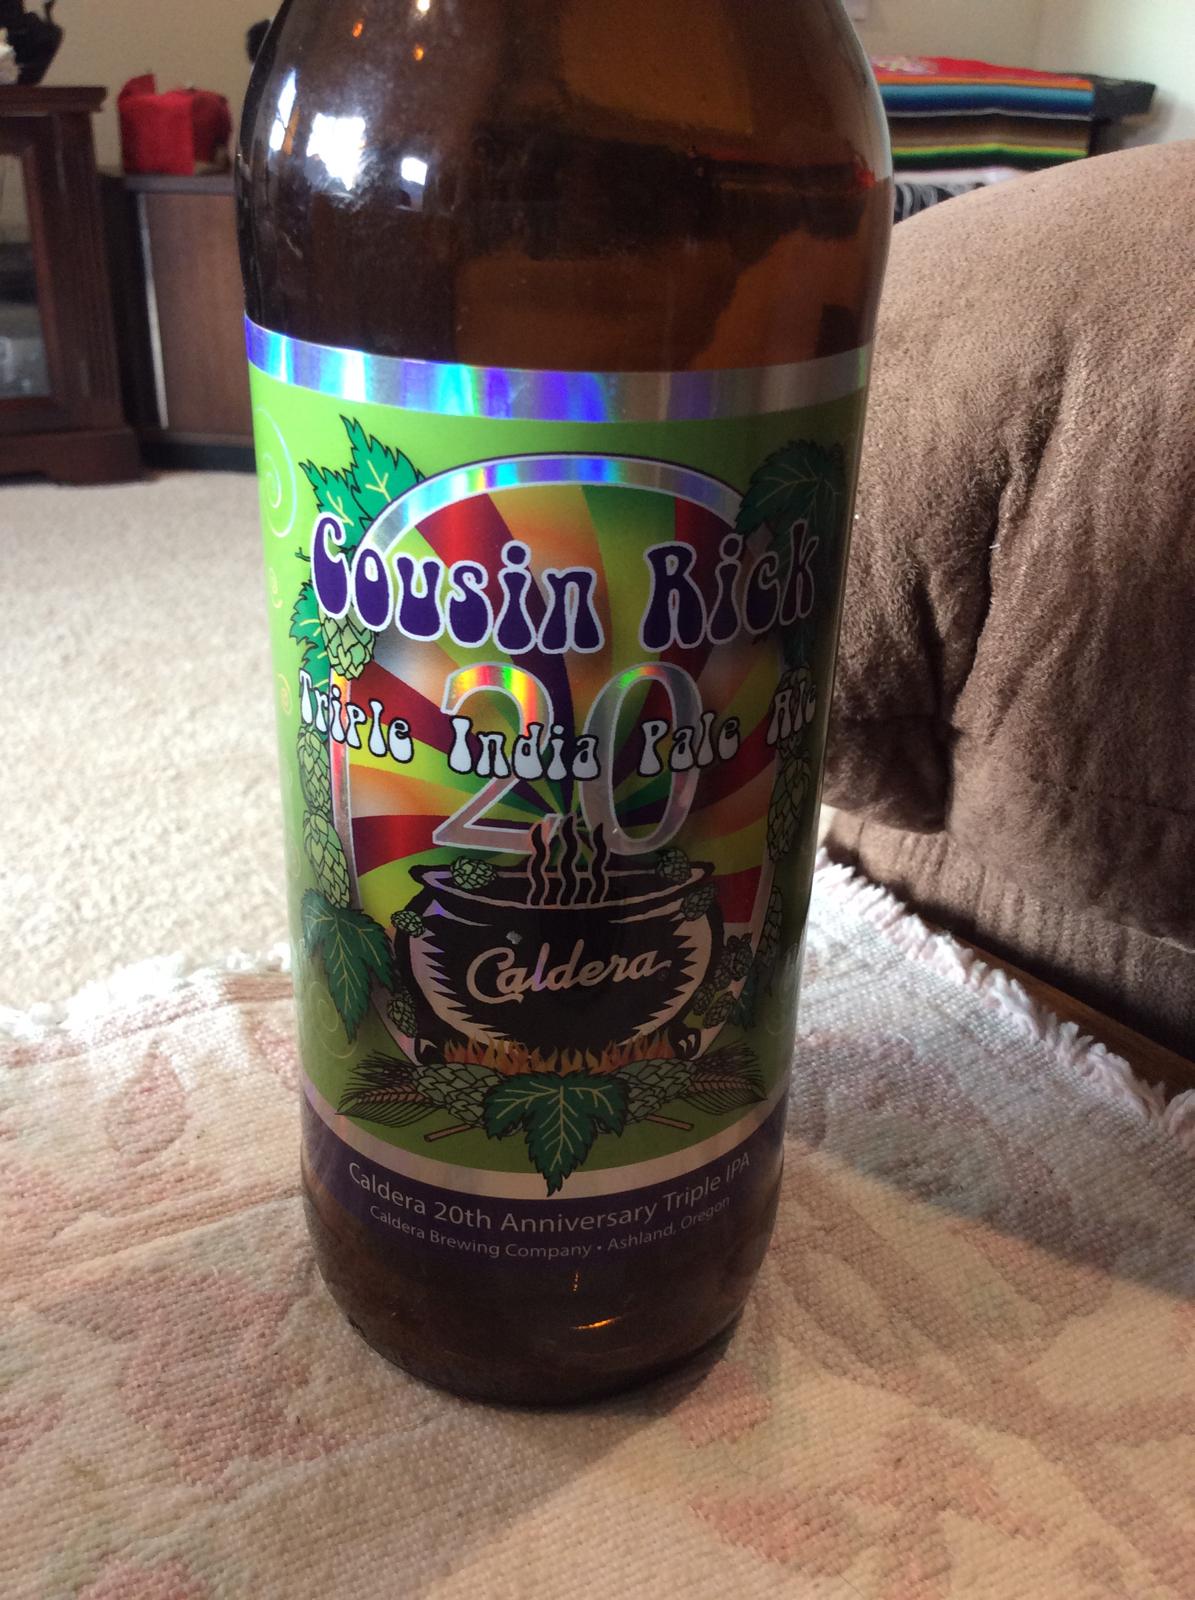 Cousin Rick
20
Triple India Pale Ale
Caldera
Caldera 20th Anniversary Triple IPA
Caldera Brewing Company • Ashland, Oregon